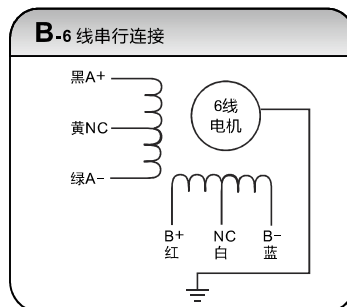 B-6 线串行连接
黑A+
黄NC
绿A-
6线
电机
B+ NC B-
红 白 蓝